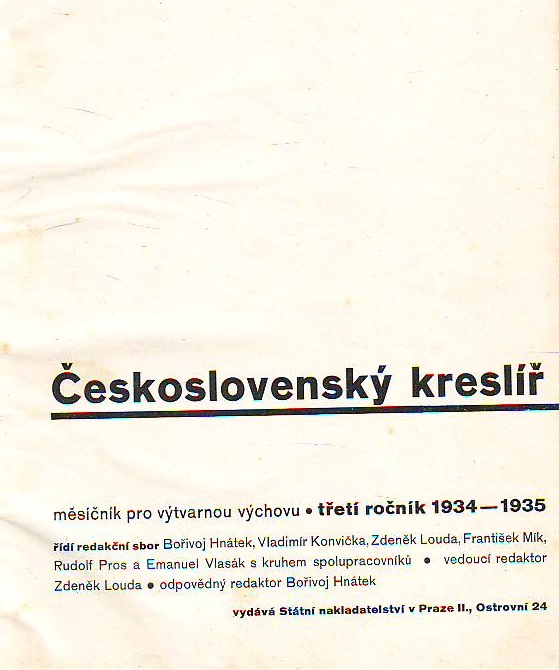 Československý kreslíř
měsíčník pro výtvarnou výchovu • třetí ročník 1934—1935
řídí redakční sbor Bořivoj Hnátek, Vladimír Konvička, Zdeněk Louda, František Mík,
Rudolf Pros a Emanuel Vlasák s kruhem spolupracovníků • vedoucí redaktor
Zdeněk Louda • odpovědný redaktor Bořivoj Hnátek
vydává Státní nakladatelství v Praze II., Ostrovní 24